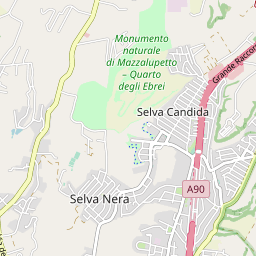 Monumento
naturale
di Mazzalupetto
– Quarto
degli Ebrei
Grande Raccor
Selva Candida
A90
Selva Nera